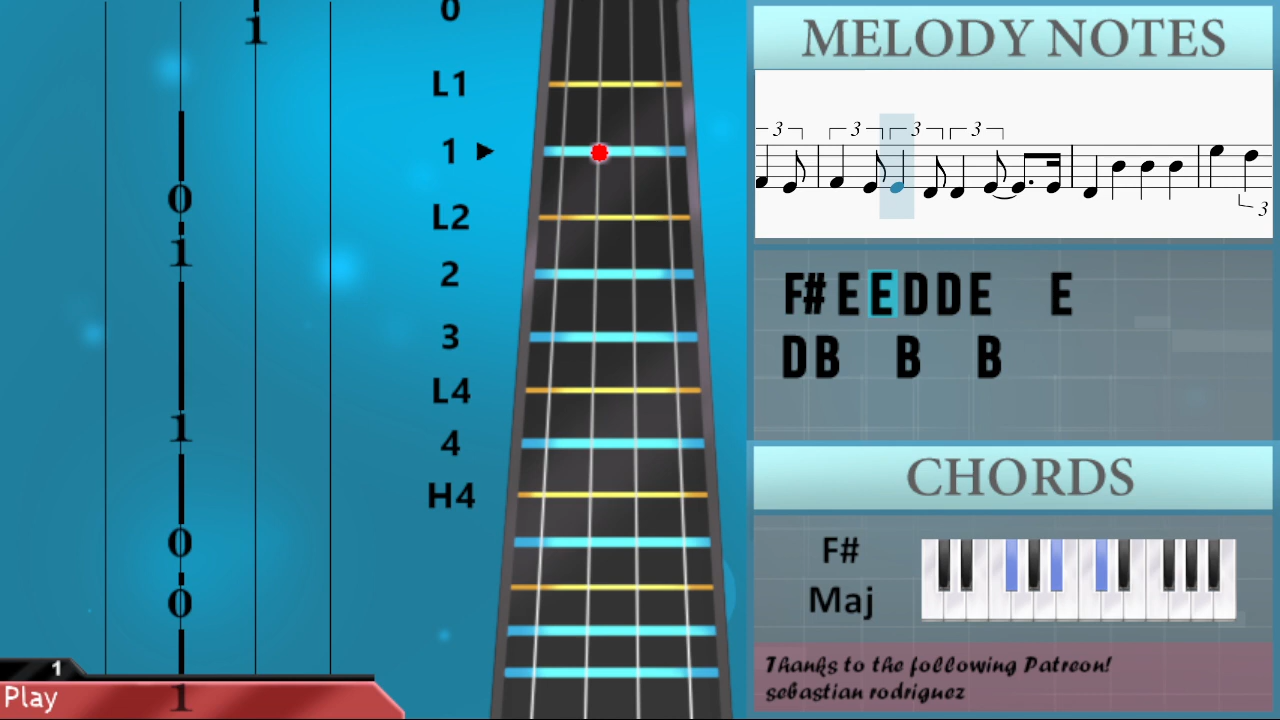 1
0
1
1
0
0
1
1
Play
0
L1
1
L2
2
3
L4
4
H4
MELODY NOTES
3 3 3 3
3
F# E E D D E E
D B B B
CHORDS
F#
Maj
Thanks to the following Patreon!
sebastian rodriguez